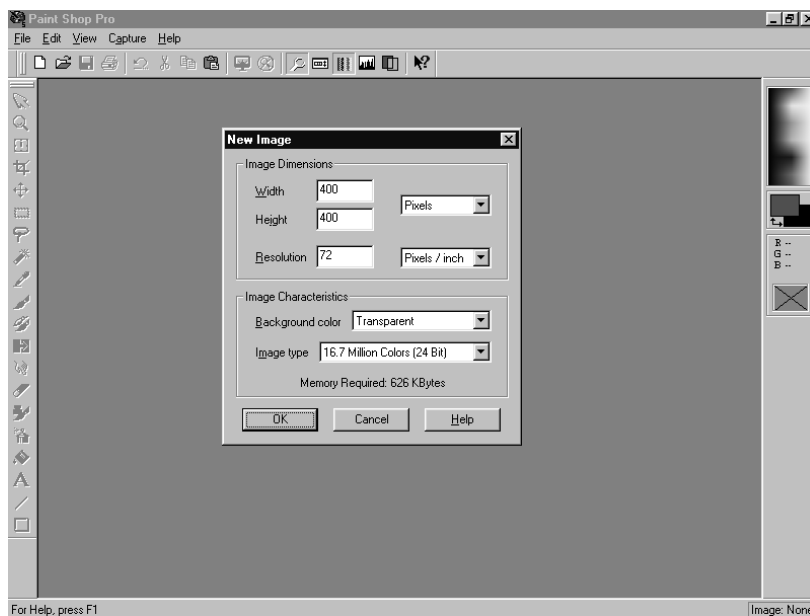 Paint Shop Pro
File Edit View Capture Help
New Image
Image Dimensions
Width 400
Height 400
Pixels
Resolution 72 Pixels / inch
Image Characteristics
Background color Transparent
Image type 16.7 Million Colors (24 Bit)
Memory Required: 626 KBytes
OK Cancel Help
R --
G --
B --
A
For Help, press F1
Image: None